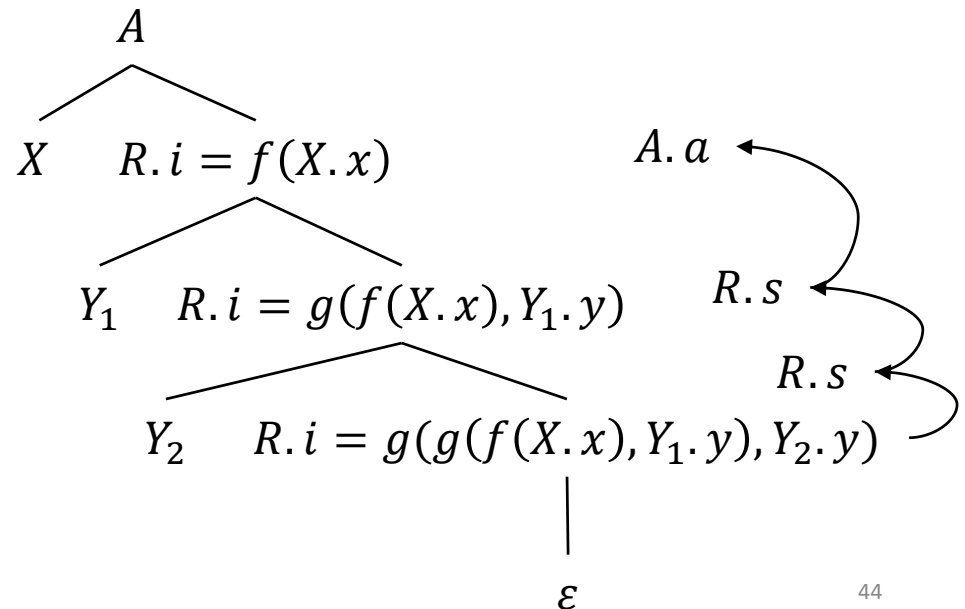 A
X R.i = f(X.x) A.a
Y₁ R.i = g(f(X.x),Y₁.y) R.s
R.s
Y₂ R.i = g(g(f(X.x),Y₁.y),Y₂.y)
ε
44